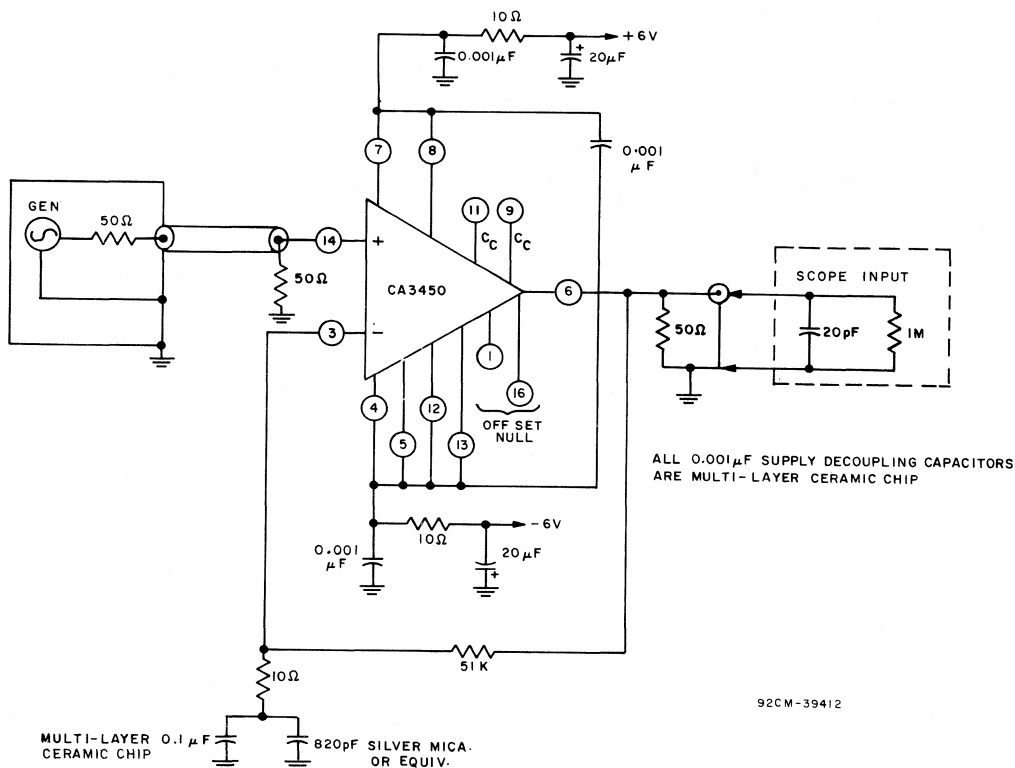 10Ω
+6V
0.001μF
+
20μF
7
8
0.001
μF
GEN
50Ω
11
9
CC
CC
14
+
50Ω
CA3450
6
SCOPE INPUT
3
−
50Ω
20pF
1M
1
4
12
16
5
13
OFF SET
NULL
ALL 0.001μF SUPPLY DECOUPLING CAPACITORS
ARE MULTI-LAYER CERAMIC CHIP
-6V
10Ω
0.001
μF
20μF
+
51K
10Ω
92CM-39412
MULTI-LAYER 0.1μF
CERAMIC CHIP
820pF SILVER MICA.
OR EQUIV.